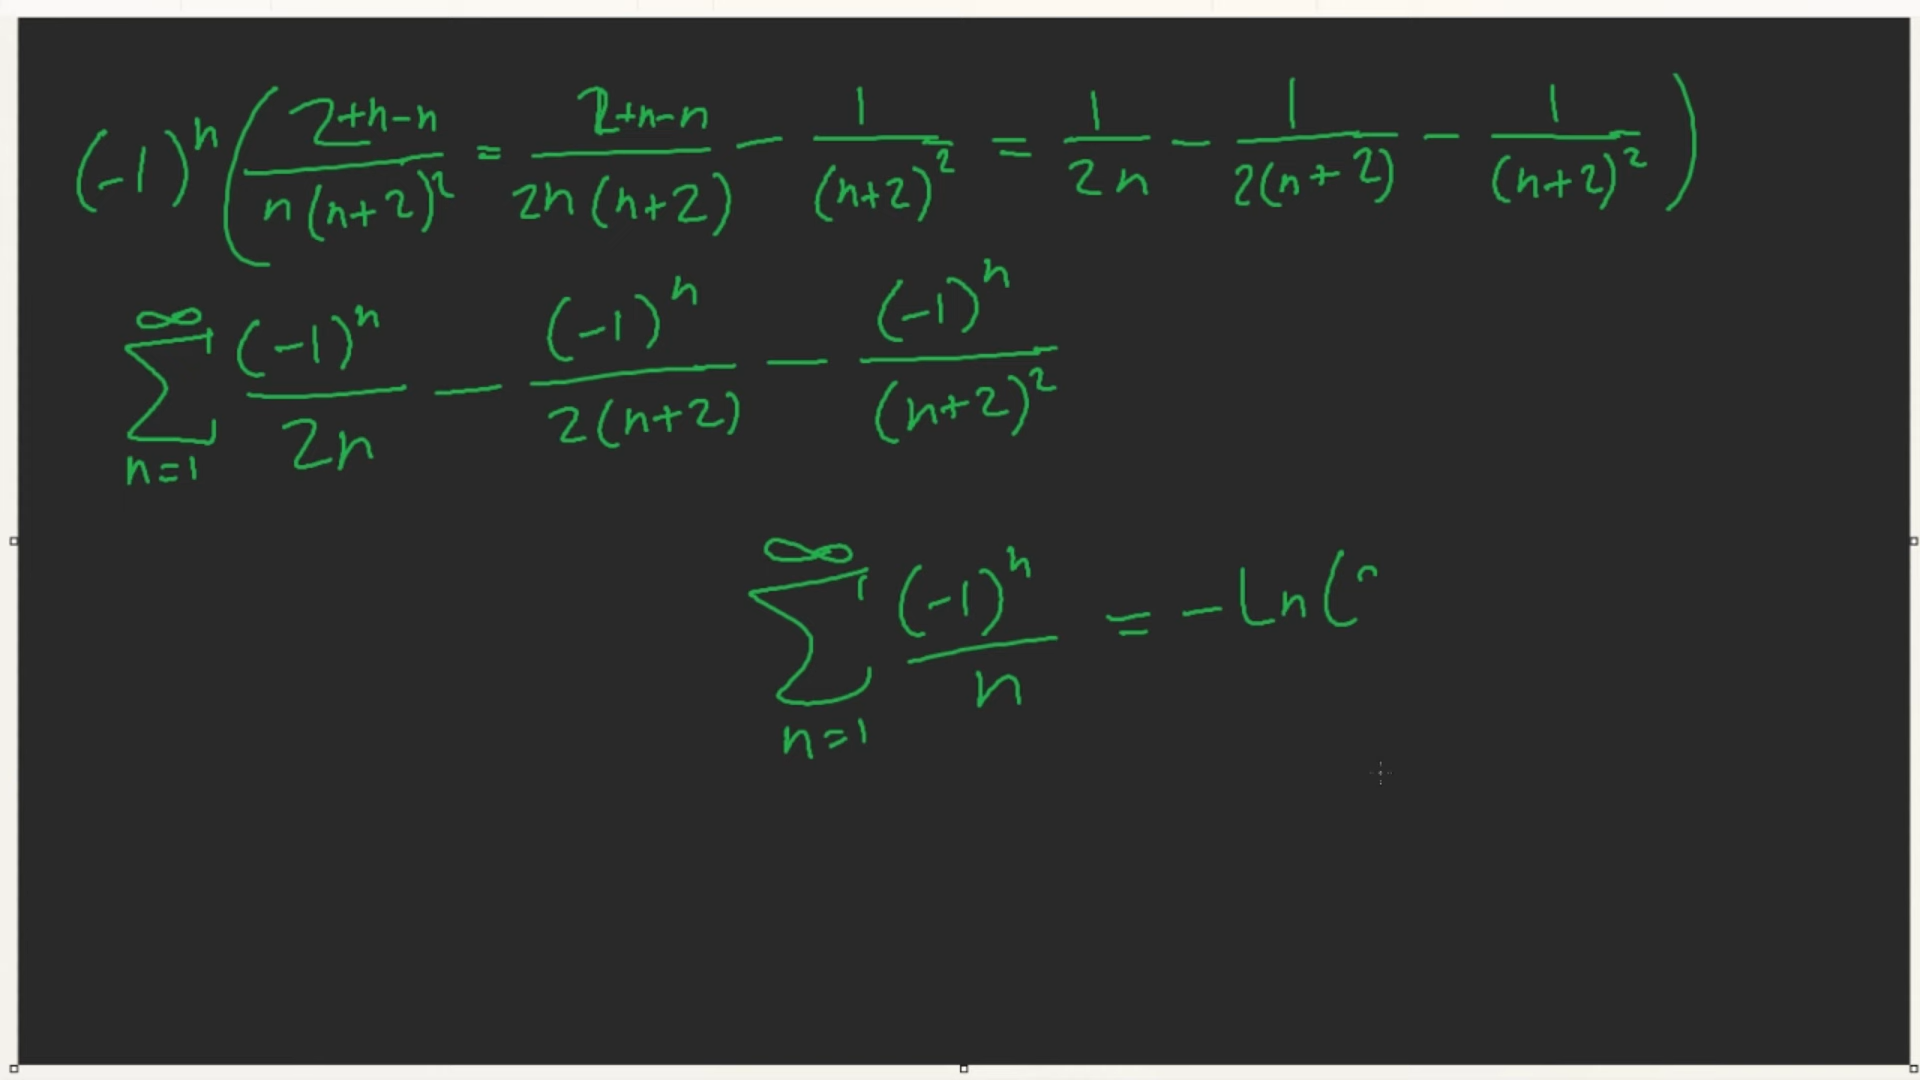 (-1)^n ( (2+n-n)/(n(n+2)^2) = (2+n-n)/(2n(n+2)) - 1/(n+2)^2 = 1/(2n) - 1/(2(n+2)) - 1/(n+2)^2 )
∑_{n=1}^{∞} (-1)^n/(2n) - (-1)^n/(2(n+2)) - (-1)^n/(n+2)^2
∑_{n=1}^{∞} (-1)^n/n = -ln(